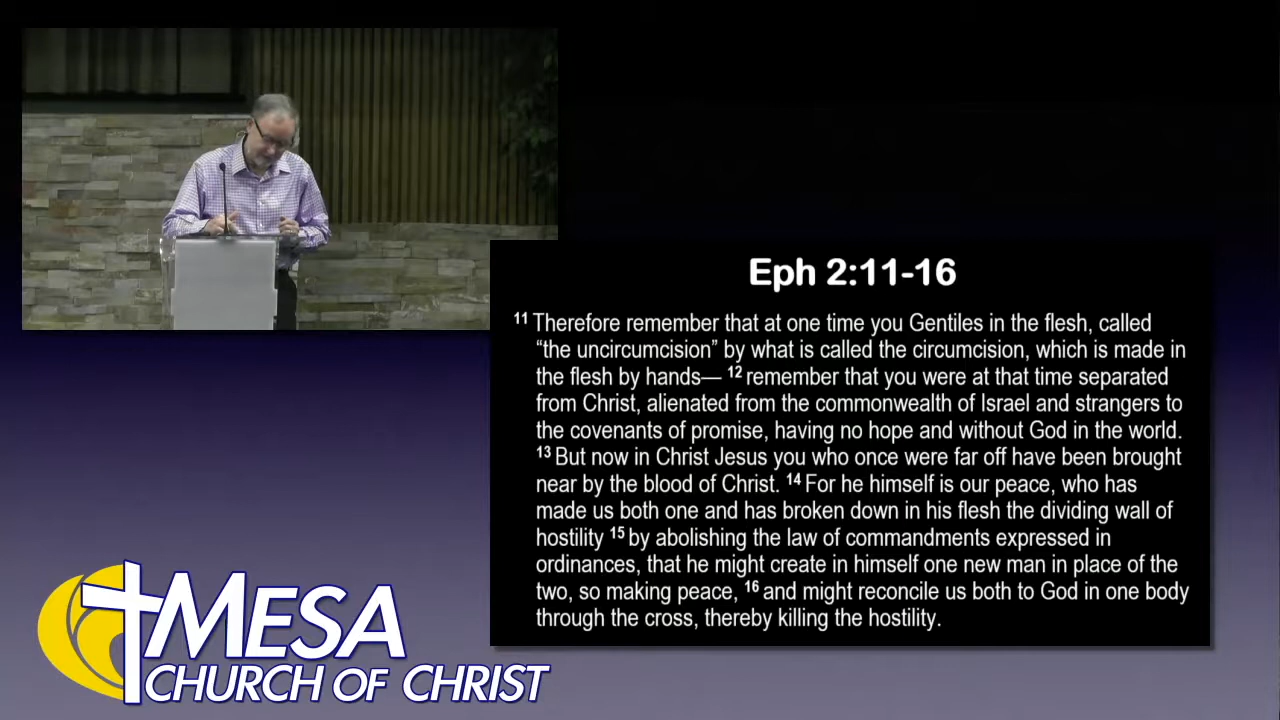 Eph 2:11-16
11 Therefore remember that at one time you Gentiles in the flesh, called
“the uncircumcision” by what is called the circumcision, which is made in
the flesh by hands— 12 remember that you were at that time separated
from Christ, alienated from the commonwealth of Israel and strangers to
the covenants of promise, having no hope and without God in the world.
13 But now in Christ Jesus you who once were far off have been brought
near by the blood of Christ. 14 For he himself is our peace, who has
made us both one and has broken down in his flesh the dividing wall of
hostility 15 by abolishing the law of commandments expressed in
ordinances, that he might create in himself one new man in place of the
two, so making peace, 16 and might reconcile us both to God in one body
through the cross, thereby killing the hostility.
MESA
CHURCH OF CHRIST